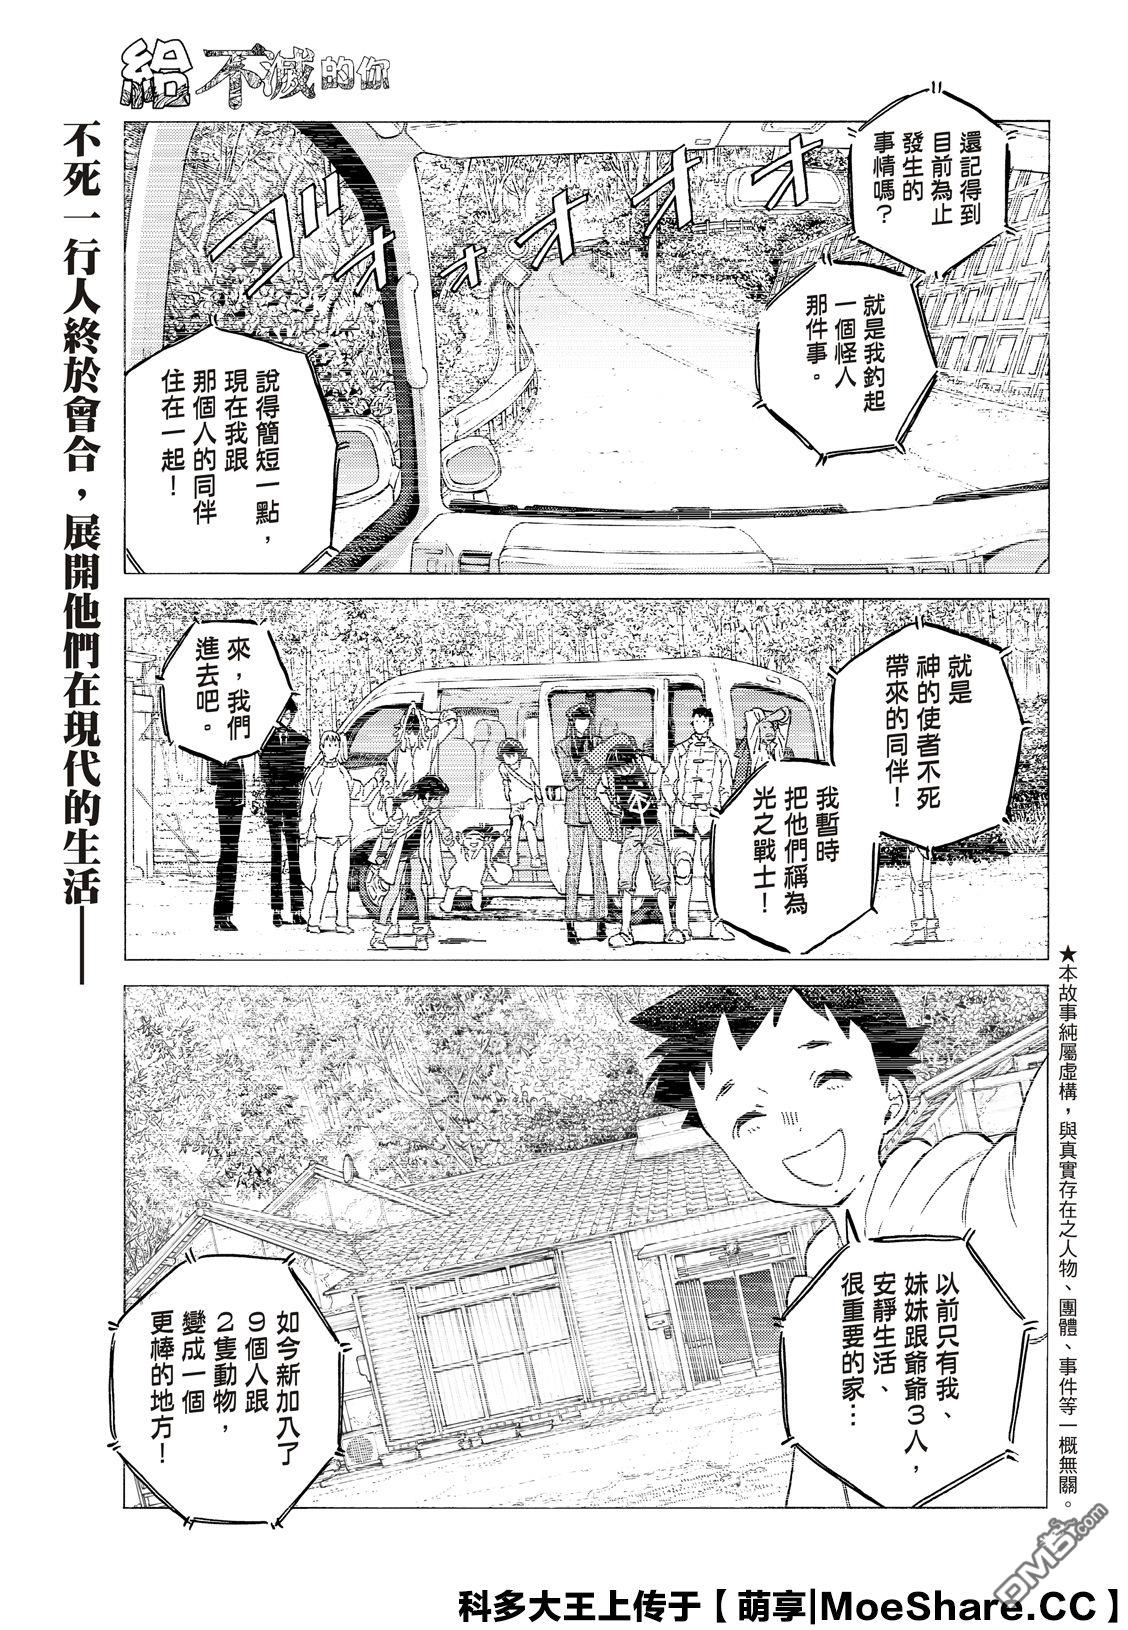 給不滅的你
不死一行人終於會合，展開他們在現代的生活——
還記得到
目前為止
發生的
事情嗎？
就是我釣起
一個怪人
那件事。
ブオオオオオ
說得簡短一點，
現在我跟
那個人的同伴
住在一起！
就是
神的使者不死
帶來的同伴！
我暫時
把他們稱為
光之戰士！
來，我們
進去吧。
以前只有我、
妹妹跟爺爺3人，
安靜生活、
很重要的家…
如今新加入了
9個人跟
2隻動物，
變成一個
更棒的地方！
★本故事純屬虛構，與真實存在之人物、團體、事件等一概無關。
DM5.com
科多大王上传于【萌享|MoeShare.CC】